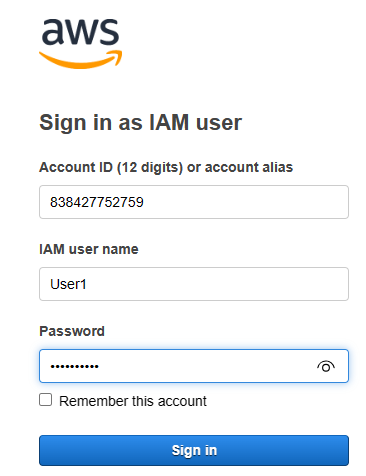 aws
Sign in as IAM user
Account ID (12 digits) or account alias
838427752759
IAM user name
User1
Password
••••••••••
Remember this account
Sign in